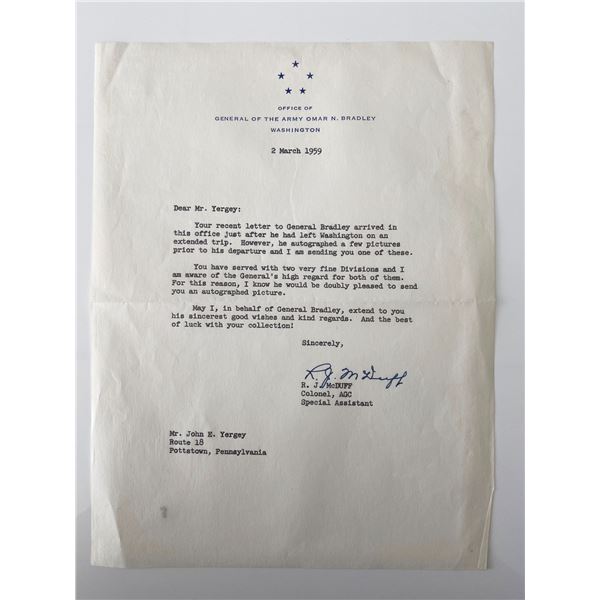 OFFICE OF
GENERAL OF THE ARMY OMAR N. BRADLEY
WASHINGTON
2 March 1959
Dear Mr. Yergey:
Your recent letter to General Bradley arrived in
this office just after he had left Washington on an
extended trip. However, he autographed a few pictures
prior to his departure and I am sending you one of these.
You have served with two very fine Divisions and I
am aware of the General's high regard for both of them.
For this reason, I know he would be doubly pleased to send
you an autographed picture.
May I, in behalf of General Bradley, extend to you
his sincerest good wishes and kind regards. And the best
of luck with your collection!
Sincerely,
R. J. McDuff
R. J. McDUFF
Colonel, AGC
Special Assistant
Mr. John E. Yergey
Route 18
Pottstown, Pennsylvania